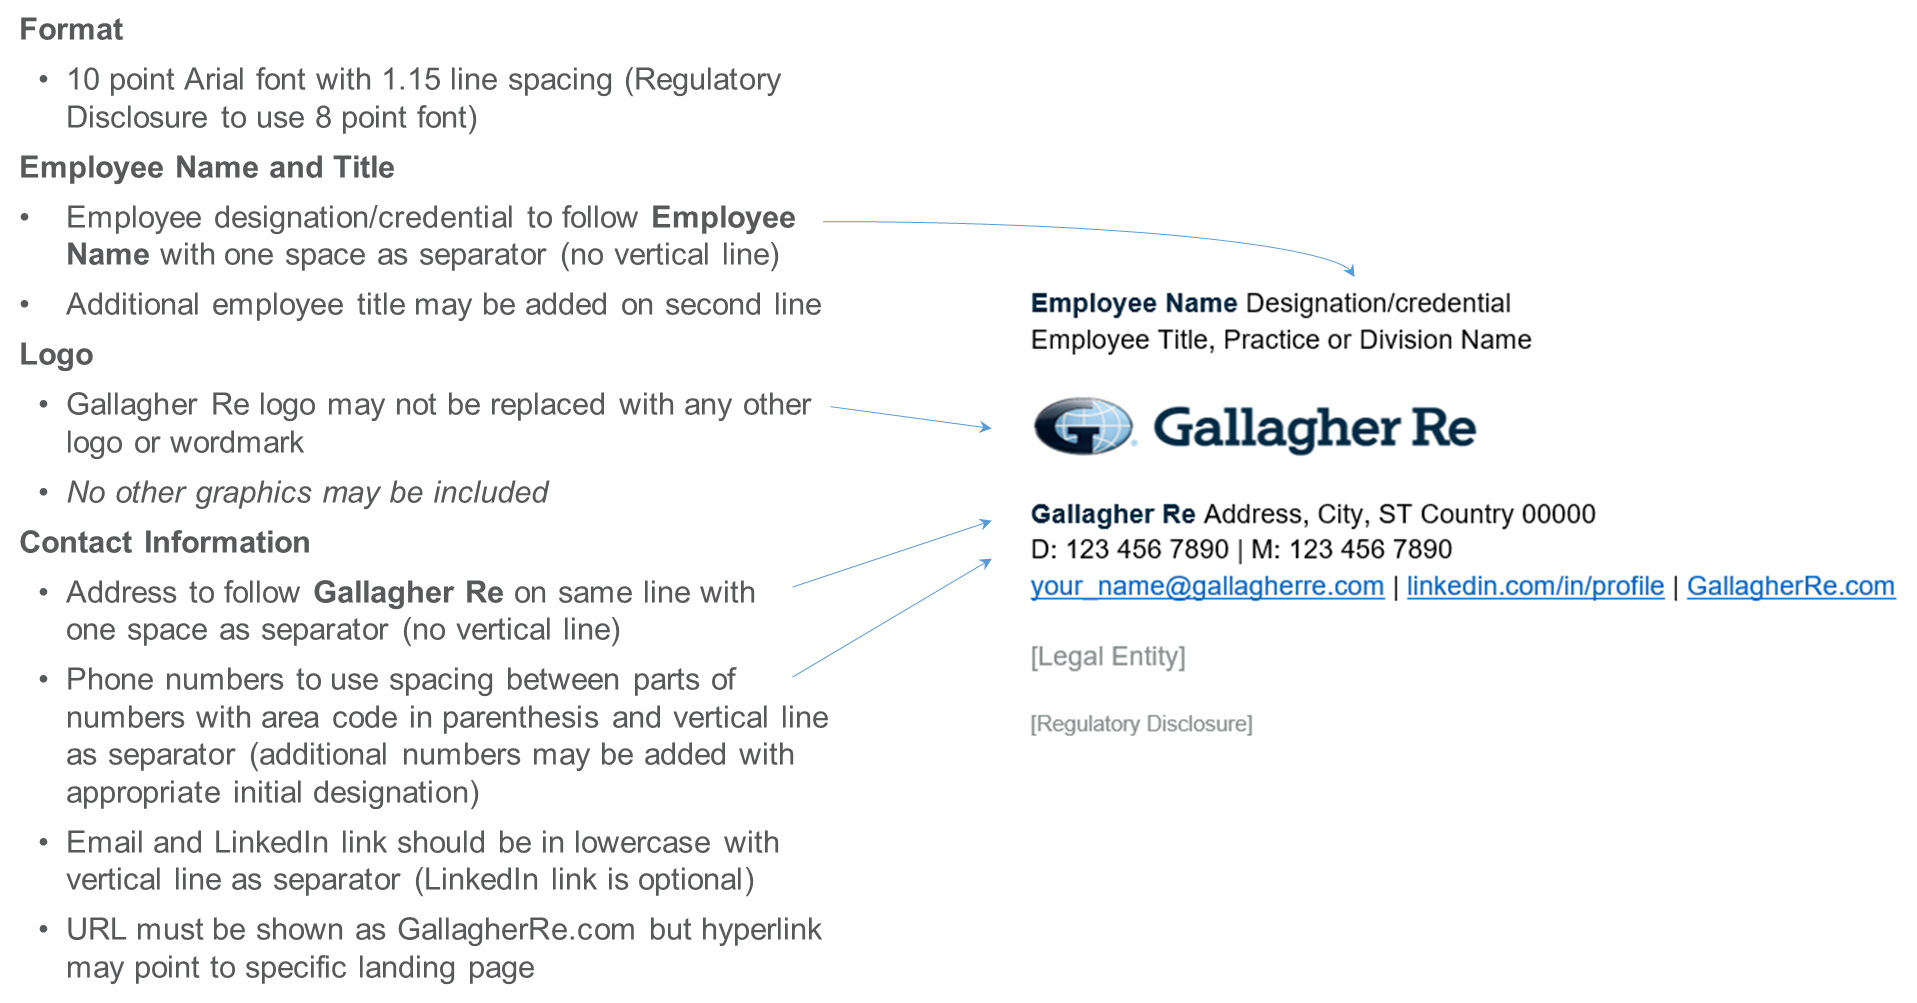 Format
• 10 point Arial font with 1.15 line spacing (Regulatory
Disclosure to use 8 point font)
Employee Name and Title
• Employee designation/credential to follow Employee
Name with one space as separator (no vertical line)
• Additional employee title may be added on second line
Logo
• Gallagher Re logo may not be replaced with any other
logo or wordmark
• No other graphics may be included
Contact Information
• Address to follow Gallagher Re on same line with
one space as separator (no vertical line)
• Phone numbers to use spacing between parts of
numbers with area code in parenthesis and vertical line
as separator (additional numbers may be added with
appropriate initial designation)
• Email and LinkedIn link should be in lowercase with
vertical line as separator (LinkedIn link is optional)
• URL must be shown as GallagherRe.com but hyperlink
may point to specific landing page
Employee Name Designation/credential
Employee Title, Practice or Division Name
G Gallagher Re
Gallagher Re Address, City, ST Country 00000
D: 123 456 7890 | M: 123 456 7890
your_name@gallagherre.com | linkedin.com/in/profile | GallagherRe.com
[Legal Entity]
[Regulatory Disclosure]